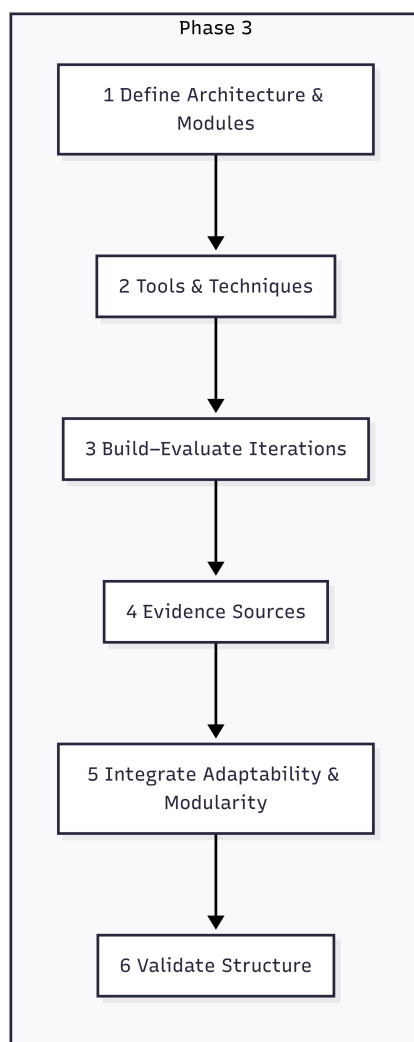 Phase 3
1 Define Architecture &
Modules
2 Tools & Techniques
3 Build–Evaluate Iterations
4 Evidence Sources
5 Integrate Adaptability &
Modularity
6 Validate Structure